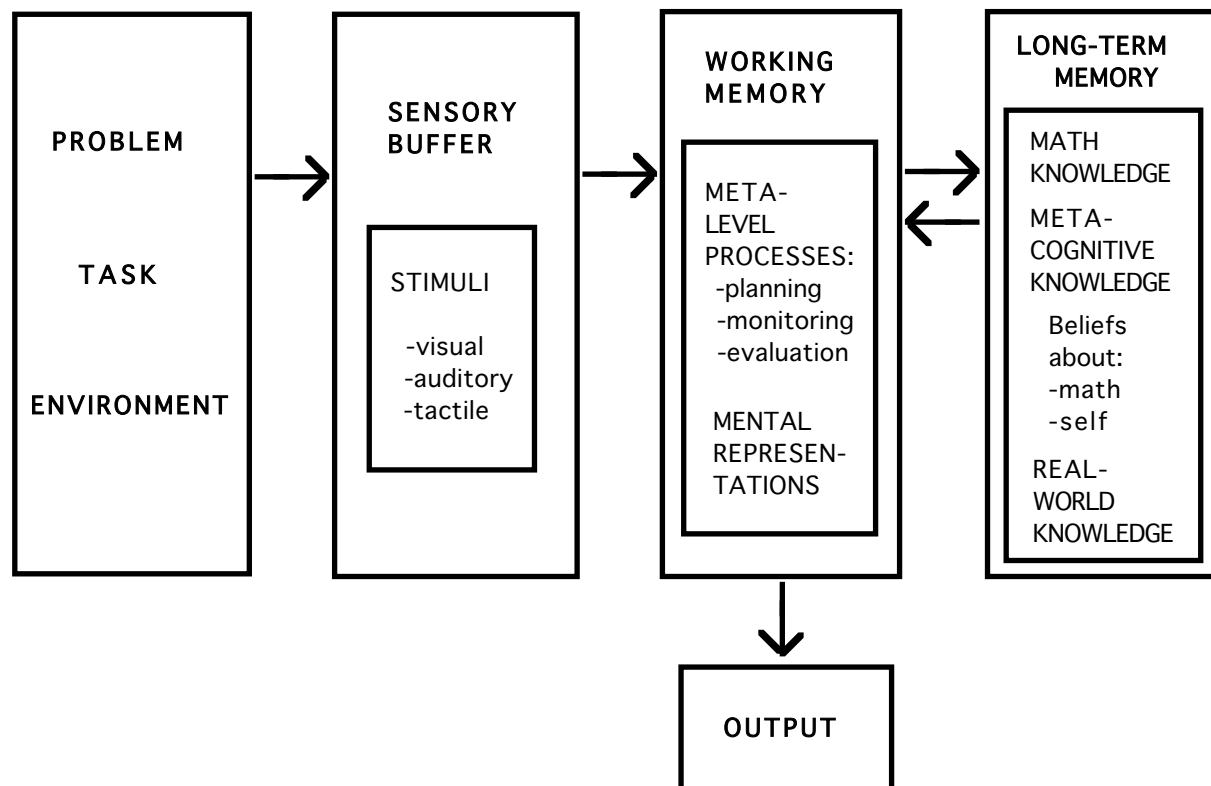 PROBLEM
TASK
ENVIRONMENT
SENSORY
BUFFER
STIMULI
-visual
-auditory
-tactile
WORKING
MEMORY
META-
LEVEL
PROCESSES:
-planning
-monitoring
-evaluation
MENTAL
REPRESEN-
TATIONS
LONG-TERM
MEMORY
MATH
KNOWLEDGE
META-
COGNITIVE
KNOWLEDGE
Beliefs
about:
-math
-self
REAL-
WORLD
KNOWLEDGE
OUTPUT